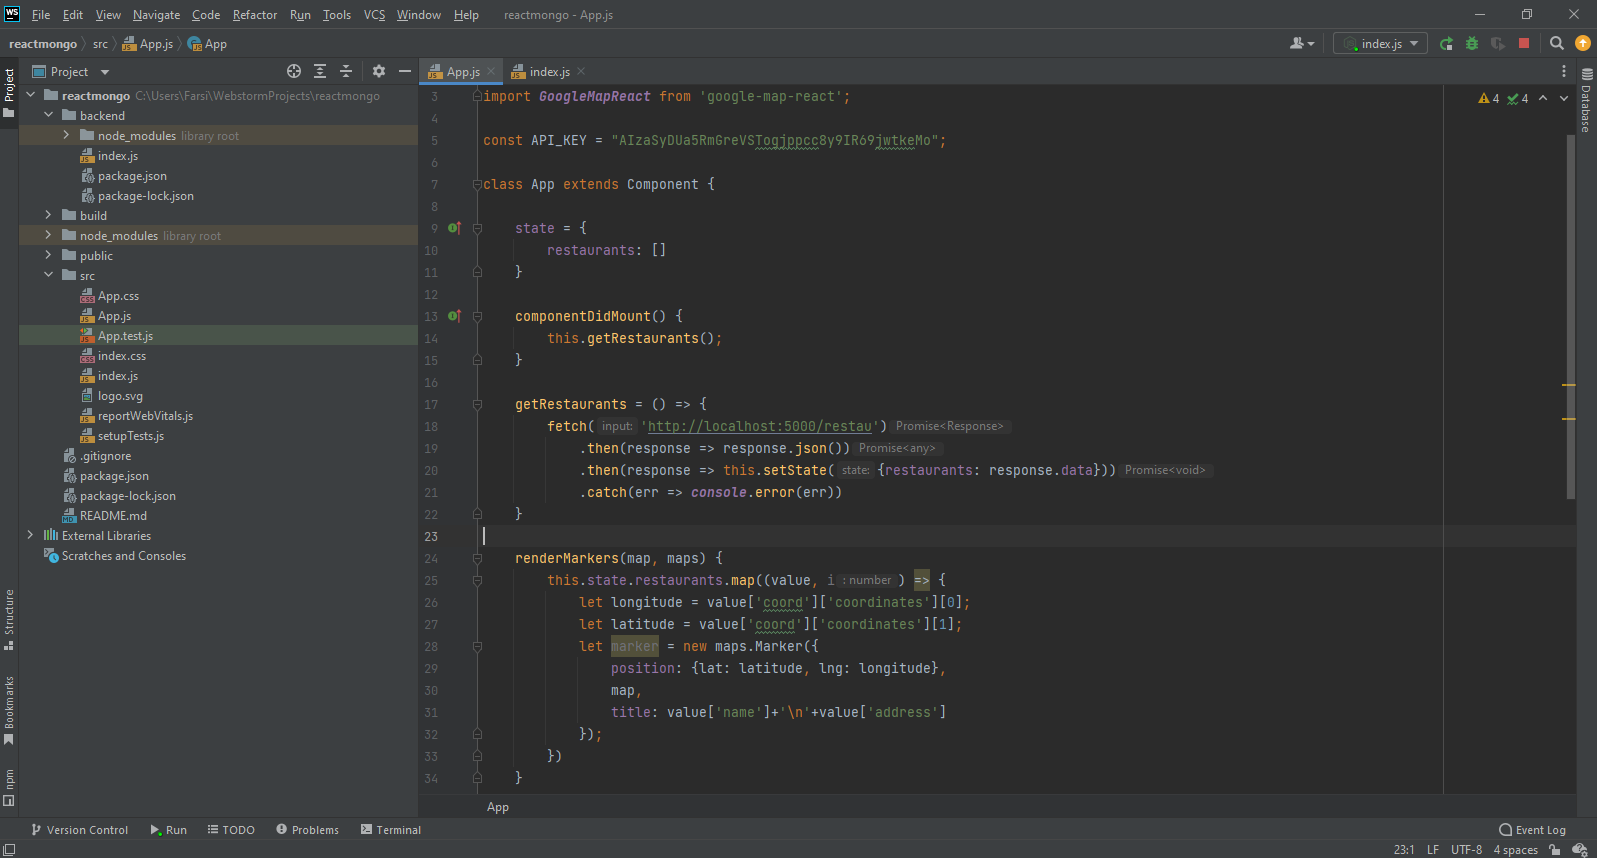 WS File Edit View Navigate Code Refactor Run Tools VCS Window Help reactmongo - App.js
reactmongo src App.js App
index.js
Project
App.js index.js
reactmongo C:\Users\Farsi\WebstormProjects\reactmongo
backend
node_modules library root
index.js
package.json
package-lock.json
build
node_modules library root
public
src
App.css
App.js
App.test.js
index.css
index.js
logo.svg
reportWebVitals.js
setupTests.js
.gitignore
package.json
package-lock.json
README.md
External Libraries
Scratches and Consoles
Project
Structure
Bookmarks
npm
4 4
3 import GoogleMapReact from 'google-map-react';
4
5 const API_KEY = "AIzaSyDUa5RmGreVSTogjppcc8y9IR69jwtkeMo";
6
7 class App extends Component {
8
9 state = {
10 restaurants: []
11 }
12
13 componentDidMount() {
14 this.getRestaurants();
15 }
16
17 getRestaurants = () => {
18 fetch( input: 'http://localhost:5000/restau') Promise<Response>
19 .then(response => response.json()) Promise<any>
20 .then(response => this.setState( state: {restaurants: response.data})) Promise<void>
21 .catch(err => console.error(err))
22 }
23
24 renderMarkers(map, maps) {
25 this.state.restaurants.map((value, i : number ) => {
26 let longitude = value['coord']['coordinates'][0];
27 let latitude = value['coord']['coordinates'][1];
28 let marker = new maps.Marker({
29 position: {lat: latitude, lng: longitude},
30 map,
31 title: value['name']+'\n'+value['address']
32 });
33 })
34 }
App
Database
Version Control Run TODO Problems Terminal Event Log
23:1 LF UTF-8 4 spaces